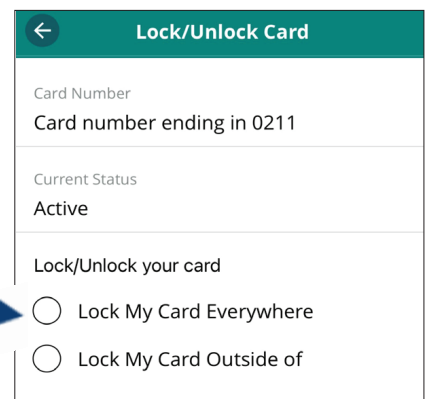 Lock/Unlock Card
Card Number
Card number ending in 0211
Current Status
Active
Lock/Unlock your card
Lock My Card Everywhere
Lock My Card Outside of